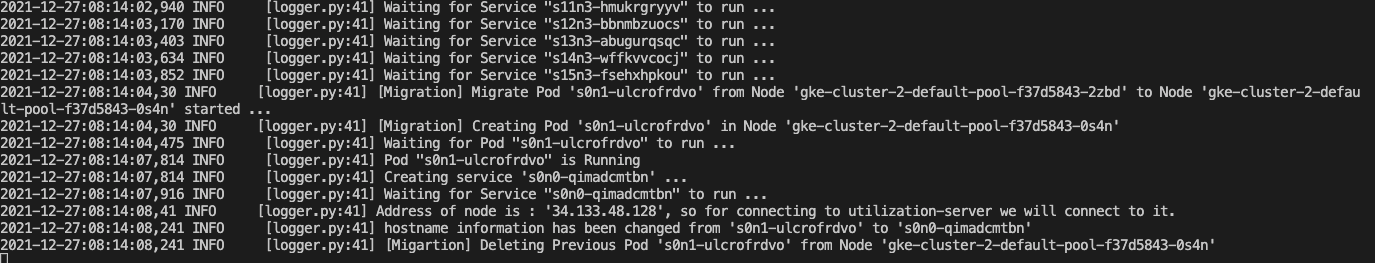 2021-12-27:08:14:02,940 INFO     [logger.py:41] Waiting for Service "s11n3-hmukrgryyv" to run ...
2021-12-27:08:14:03,170 INFO     [logger.py:41] Waiting for Service "s12n3-bbnmbzuocs" to run ...
2021-12-27:08:14:03,403 INFO     [logger.py:41] Waiting for Service "s13n3-abugurqsqc" to run ...
2021-12-27:08:14:03,634 INFO     [logger.py:41] Waiting for Service "s14n3-wffkvvcocj" to run ...
2021-12-27:08:14:03,852 INFO     [logger.py:41] Waiting for Service "s15n3-fsehxhpkou" to run ...
2021-12-27:08:14:04,30 INFO     [logger.py:41] [Migration] Migrate Pod 's0n1-ulcrofrdvo' from Node 'gke-cluster-2-default-pool-f37d5843-2zbd' to Node 'gke-cluster-2-defau
lt-pool-f37d5843-0s4n' started ...
2021-12-27:08:14:04,30 INFO     [logger.py:41] [Migration] Creating Pod 's0n1-ulcrofrdvo' in Node 'gke-cluster-2-default-pool-f37d5843-0s4n'
2021-12-27:08:14:04,475 INFO     [logger.py:41] Waiting for Pod "s0n1-ulcrofrdvo" to run ...
2021-12-27:08:14:07,814 INFO     [logger.py:41] Pod "s0n1-ulcrofrdvo" is Running
2021-12-27:08:14:07,814 INFO     [logger.py:41] Creating service 's0n0-qimadcmtbn' ...
2021-12-27:08:14:07,916 INFO     [logger.py:41] Waiting for Service "s0n0-qimadcmtbn" to run ...
2021-12-27:08:14:08,41 INFO     [logger.py:41] Address of node is : '34.133.48.128', so for connecting to utilization-server we will connect to it.
2021-12-27:08:14:08,241 INFO     [logger.py:41] hostname information has been changed from 's0n1-ulcrofrdvo' to 's0n0-qimadcmtbn'
2021-12-27:08:14:08,241 INFO     [logger.py:41] [Migartion] Deleting Previous Pod 's0n1-ulcrofrdvo' from Node 'gke-cluster-2-default-pool-f37d5843-0s4n'